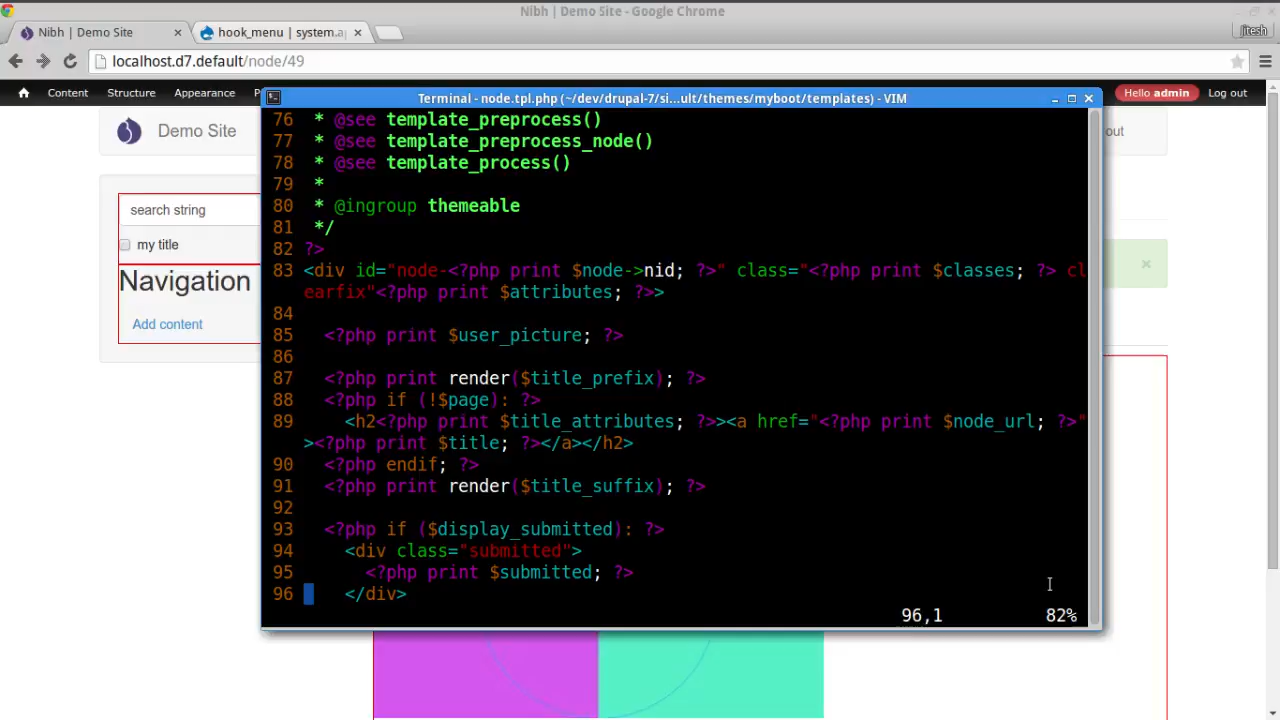 Nibh | Demo Site - Google Chrome
Nibh | Demo Site
hook_menu | system.ap
jitesh
localhost.d7.default/node/49
Content Structure Appearance P
Hello admin Log out
Terminal - node.tpl.php (~/dev/drupal-7/si...ult/themes/myboot/templates) - VIM
Demo Site
out
search string
my title
Navigation
Add content
76 * @see template_preprocess()
77 * @see template_preprocess_node()
78 * @see template_process()
79 *
80 * @ingroup themeable
81 */
82 ?>
83 <div id="node-<?php print $node->nid; ?>" class="<?php print $classes; ?> cl
earfix"<?php print $attributes; ?>>
84
85 <?php print $user_picture; ?>
86
87 <?php print render($title_prefix); ?>
88 <?php if (!$page): ?>
89 <h2<?php print $title_attributes; ?>><a href="<?php print $node_url; ?>"
><?php print $title; ?></a></h2>
90 <?php endif; ?>
91 <?php print render($title_suffix); ?>
92
93 <?php if ($display_submitted): ?>
94 <div class="submitted">
95 <?php print $submitted; ?>
96 </div>
96,1 82%